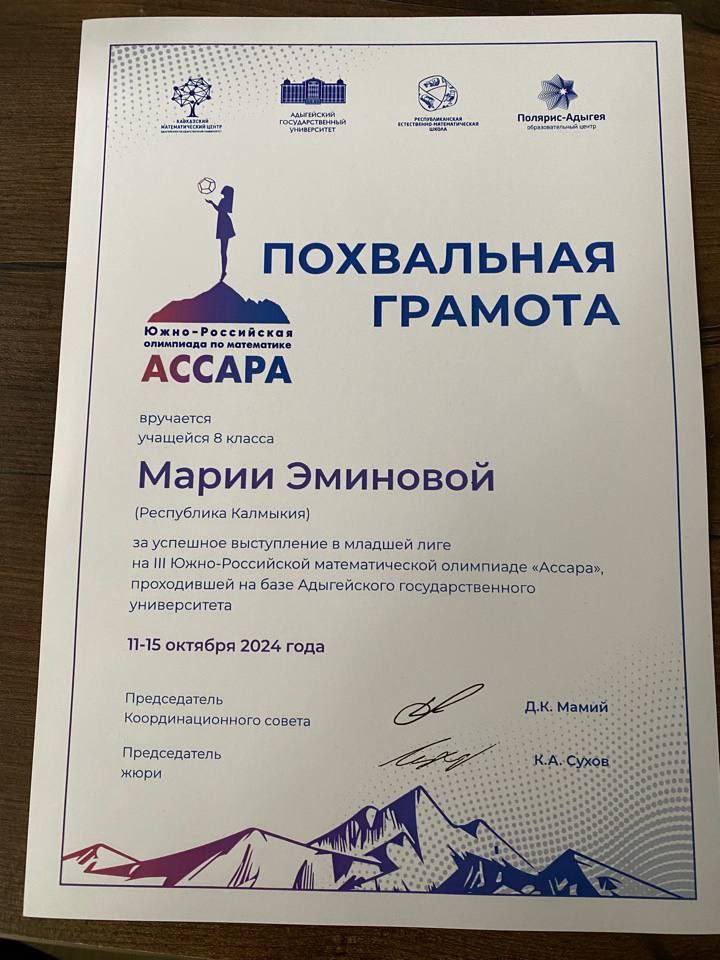 КАВКАЗСКИЙ
МАТЕМАТИЧЕСКИЙ ЦЕНТР
АДЫГЕЙСКИЙ
ГОСУДАРСТВЕННЫЙ
УНИВЕРСИТЕТ
РЕСПУБЛИКАНСКАЯ
ЕСТЕСТВЕННО-МАТЕМАТИЧЕСКАЯ
ШКОЛА
Полярис-Адыгея
образовательный центр
ПОХВАЛЬНАЯ
ГРАМОТА
Южно-Российская
олимпиада по математике
АССАРА
вручается
учащейся 8 класса
Марии Эминовой
(Республика Калмыкия)
за успешное выступление в младшей лиге
на III Южно-Российской математической олимпиаде «Ассара»,
проходившей на базе Адыгейского государственного
университета
11-15 октября 2024 года
Председатель
Координационного совета
Д.К. Мамий
Председатель
жюри
К.А. Сухов